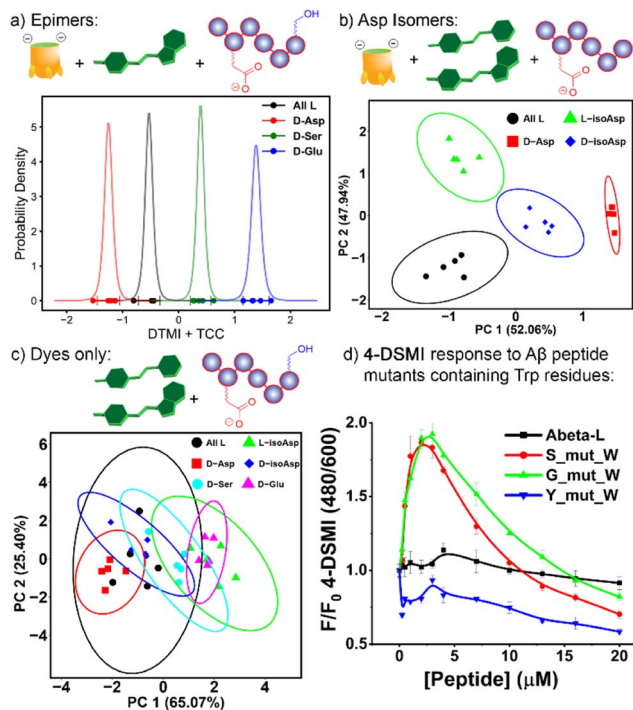 a) Epimers:
OH
O
O
All L
D-Asp
D-Ser
D-Glu
Probability Density
5
4
3
2
1
0
-2 -1 0 1 2
DTMI + TCC
b) Asp Isomers:
O
O
All L
L-isoAsp
D-Asp
D-isoAsp
PC 2 (47.94%)
2
1
0
-1
-2
-2 -1 0 1
PC 1 (52.06%)
c) Dyes only:
OH
O
O
All L
L-isoAsp
D-Asp
D-isoAsp
D-Ser
D-Glu
PC 2 (25.40%)
6
4
2
0
-2
-4
-4 -2 0 2 4
PC 1 (65.07%)
d) 4-DSMI response to Aβ peptide
mutants containing Trp residues:
Abeta-L
S_mut_W
G_mut_W
Y_mut_W
F/F0 4-DSMI (480/600)
2.0
1.5
1.0
0.5
0 5 10 15 20
[Peptide] (μM)